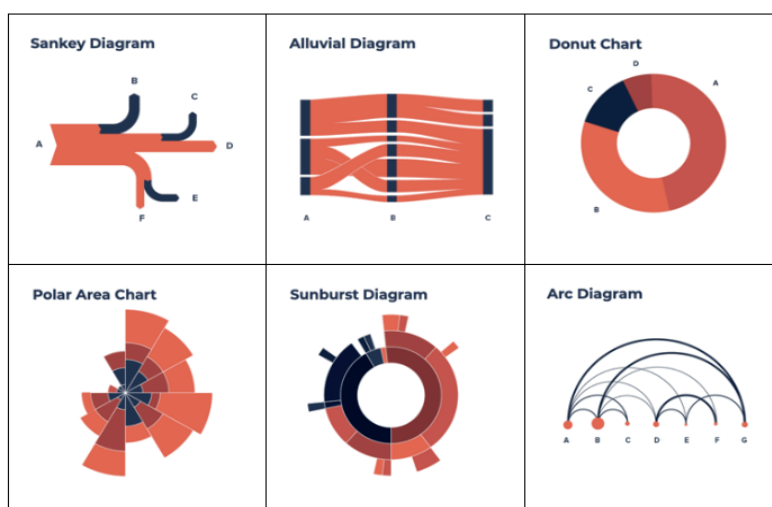 Sankey Diagram
B
C
A
D
E
F
Alluvial Diagram
A B C
Donut Chart
D
A
C
B
Polar Area Chart
Sunburst Diagram
Arc Diagram
A B C D E F G